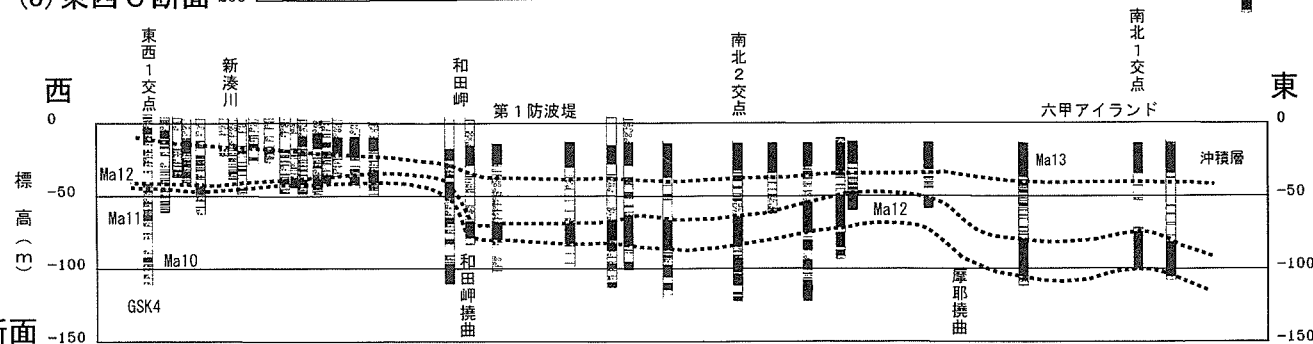 (6) 東西C断面
西
東
東西1交点
新湊川
和田岬
第1防波堤
南北2交点
六甲アイランド
南北1交点
標高(m)
0
-50
-100
-150
0
-50
-100
-150
Ma12
Ma11
Ma10
GSK4
Ma12
Ma13
沖積層
和田岬撓曲
摩耶撓曲
断面